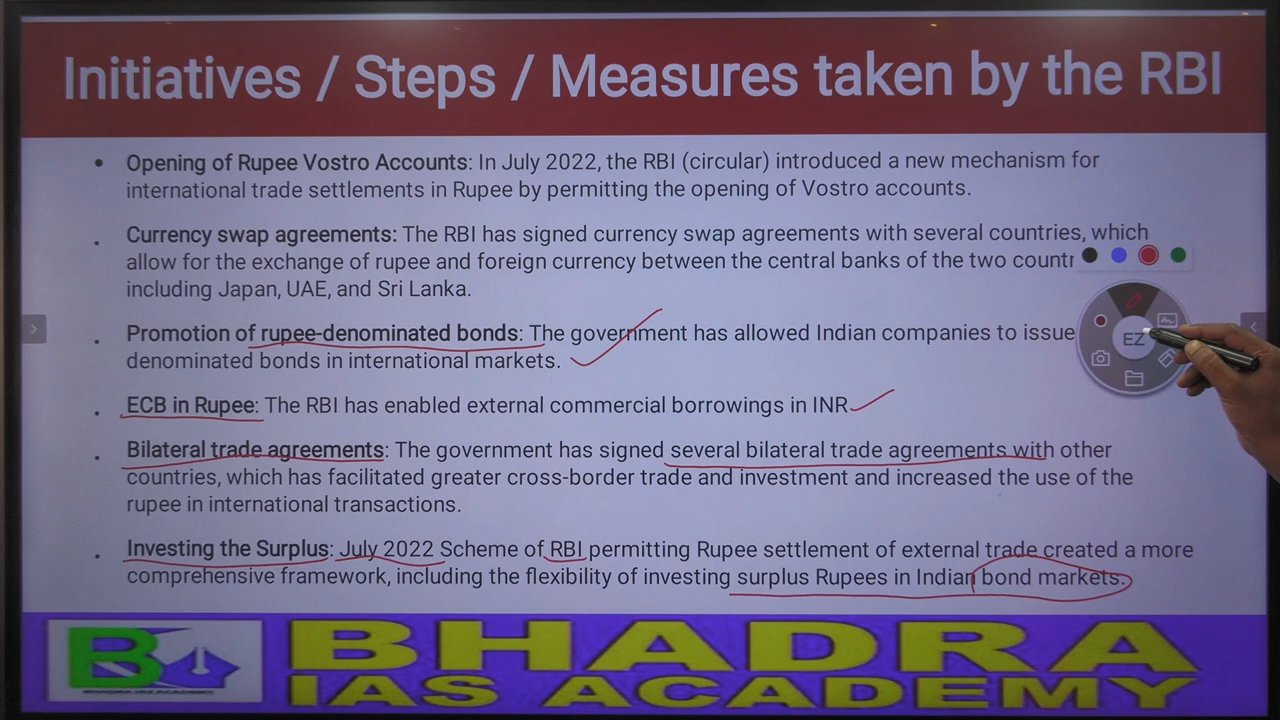 Initiatives / Steps / Measures taken by the RBI
• Opening of Rupee Vostro Accounts: In July 2022, the RBI (circular) introduced a new mechanism for
international trade settlements in Rupee by permitting the opening of Vostro accounts.
. Currency swap agreements: The RBI has signed currency swap agreements with several countries, which
allow for the exchange of rupee and foreign currency between the central banks of the two countr
including Japan, UAE, and Sri Lanka.
. Promotion of rupee-denominated bonds: The government has allowed Indian companies to issue
denominated bonds in international markets.
. ECB in Rupee: The RBI has enabled external commercial borrowings in INR
. Bilateral trade agreements: The government has signed several bilateral trade agreements with other
countries, which has facilitated greater cross-border trade and investment and increased the use of the
rupee in international transactions.
. Investing the Surplus: July 2022 Scheme of RBI permitting Rupee settlement of external trade created a more
comprehensive framework, including the flexibility of investing surplus Rupees in Indian bond markets.
EZ
B
BHADRA IAS ACADEMY
BHADRA
IAS ACADEMY